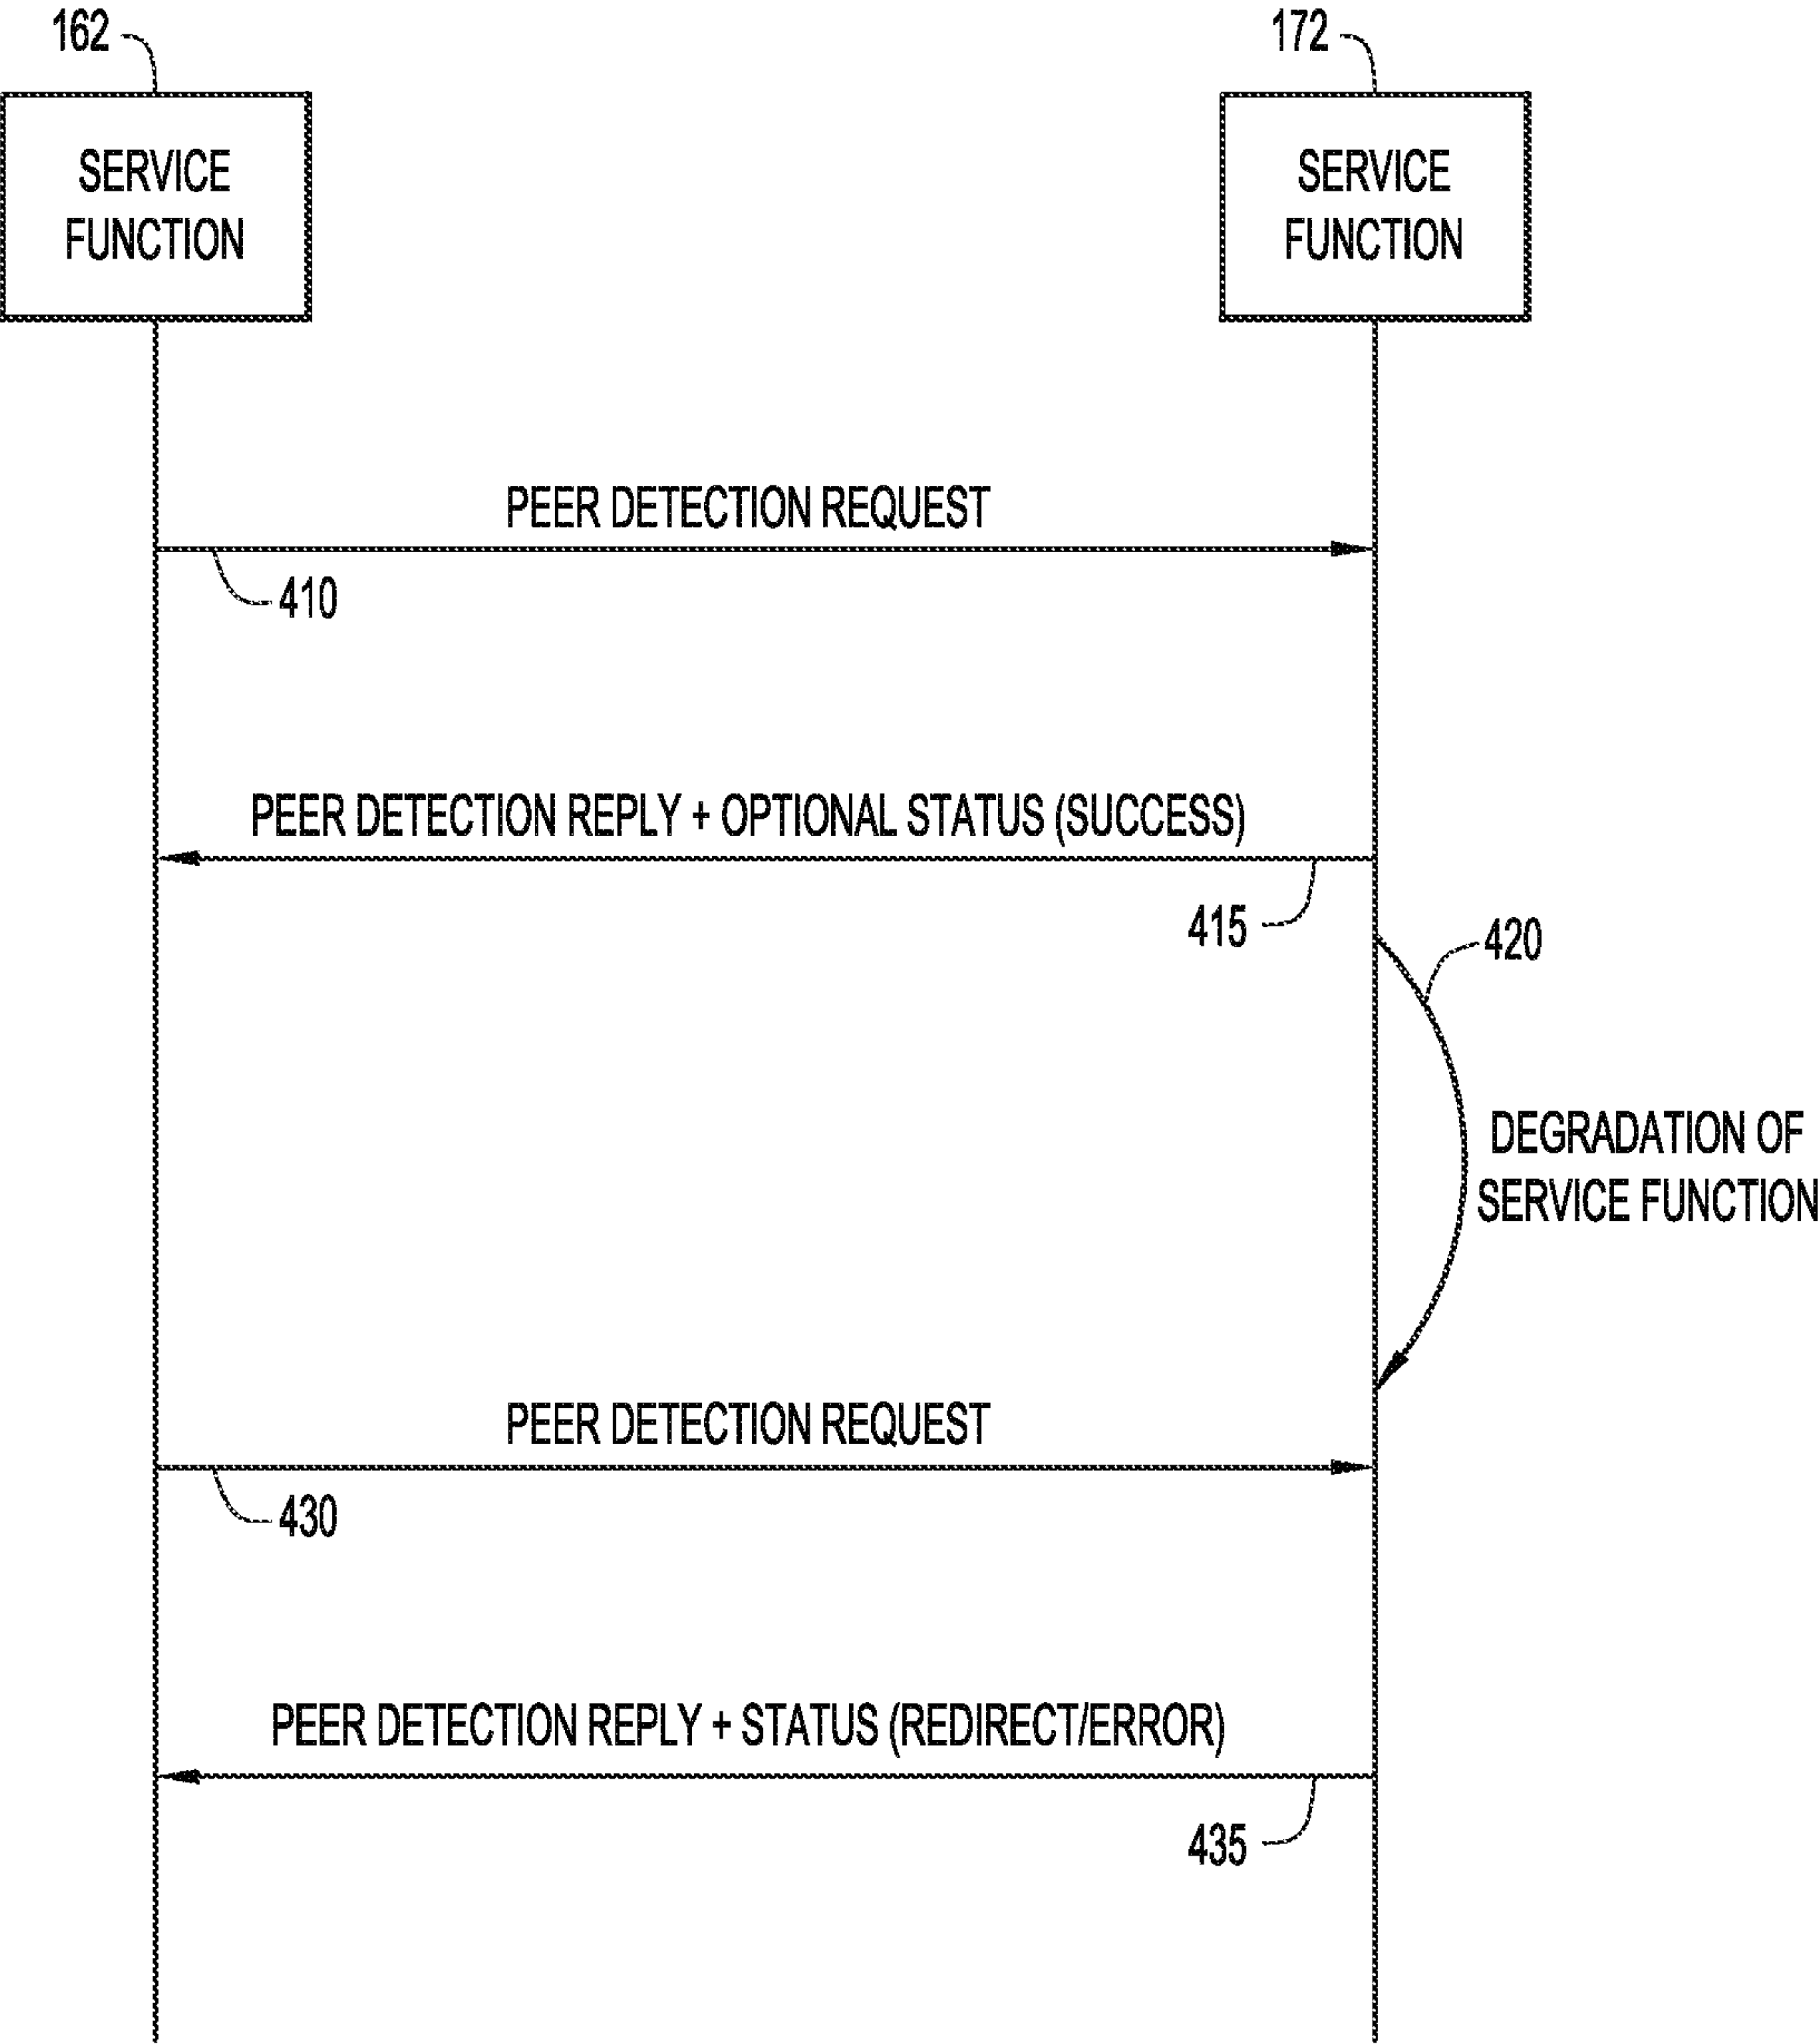 162
172
SERVICE
FUNCTION
SERVICE
FUNCTION
PEER DETECTION REQUEST
410
PEER DETECTION REPLY + OPTIONAL STATUS (SUCCESS)
415
420
DEGRADATION OF
SERVICE FUNCTION
PEER DETECTION REQUEST
430
PEER DETECTION REPLY + STATUS (REDIRECT/ERROR)
435